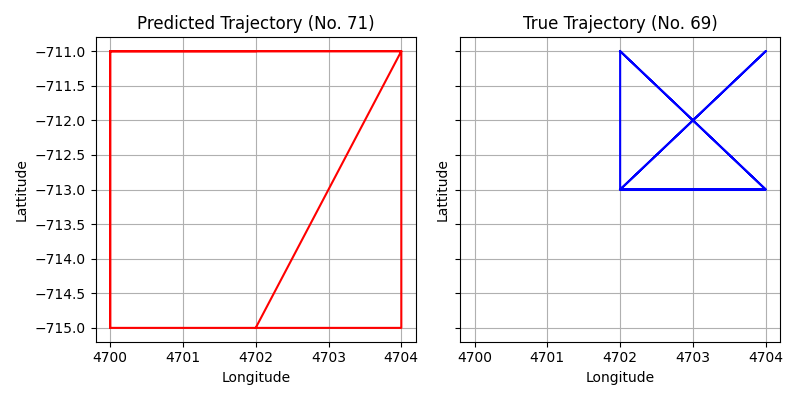 Predicted Trajectory (No. 71)
True Trajectory (No. 69)
Lattitude
−711.0
−711.5
−712.0
−712.5
−713.0
−713.5
−714.0
−714.5
−715.0
4700 4701 4702 4703 4704
Longitude
Lattitude
4700 4701 4702 4703 4704
Longitude